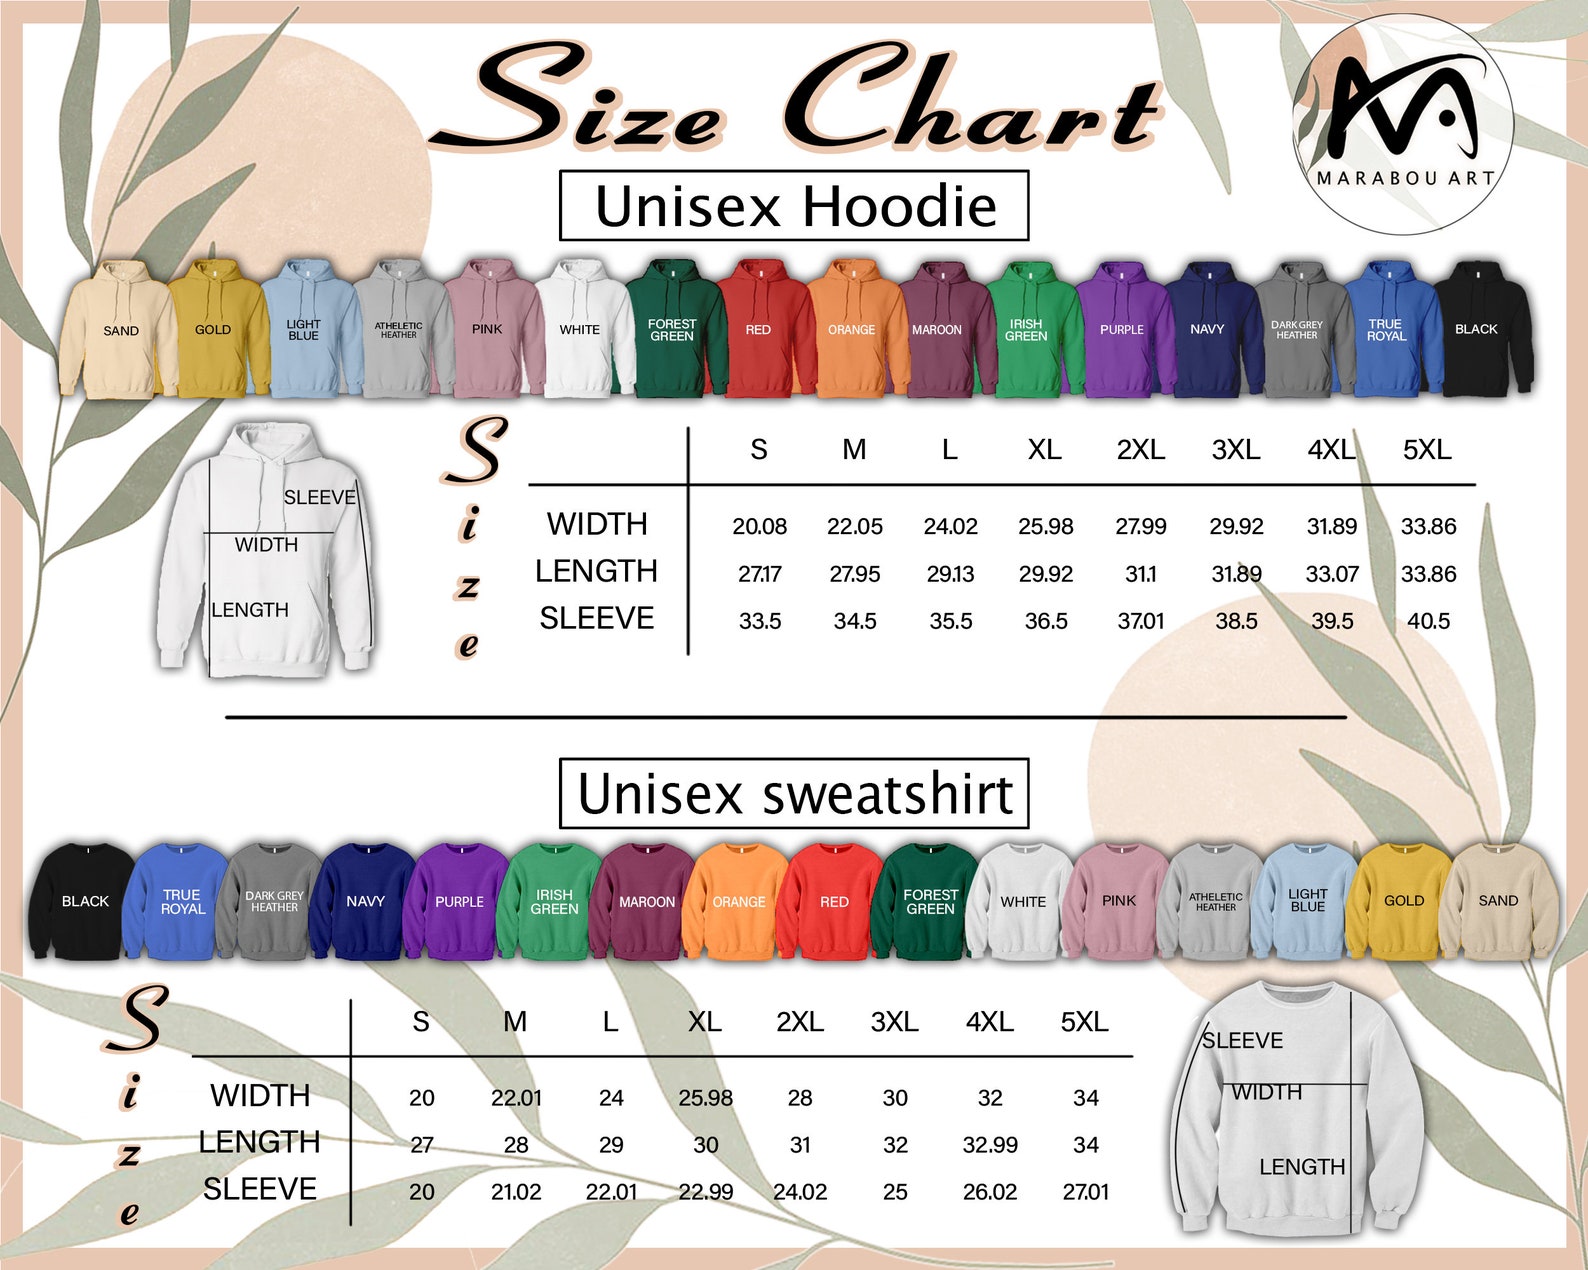 Size Chart
MARABOU ART
Unisex Hoodie
SAND
GOLD
LIGHT
BLUE
ATHELETIC
HEATHER
PINK
WHITE
FOREST
GREEN
RED
ORANGE
MAROON
IRISH
GREEN
PURPLE
NAVY
DARK GREY
HEATHER
TRUE
ROYAL
BLACK
SLEEVE
WIDTH
LENGTH
Size
S M L XL 2XL 3XL 4XL 5XL
WIDTH 20.08 22.05 24.02 25.98 27.99 29.92 31.89 33.86
LENGTH 27.17 27.95 29.13 29.92 31.1 31.89 33.07 33.86
SLEEVE 33.5 34.5 35.5 36.5 37.01 38.5 39.5 40.5
Unisex sweatshirt
BLACK
TRUE
ROYAL
DARK GREY
HEATHER
NAVY
PURPLE
IRISH
GREEN
MAROON
ORANGE
RED
FOREST
GREEN
WHITE
PINK
ATHELETIC
HEATHER
LIGHT
BLUE
GOLD
SAND
Size
S M L XL 2XL 3XL 4XL 5XL
WIDTH 20 22.01 24 25.98 28 30 32 34
LENGTH 27 28 29 30 31 32 32.99 34
SLEEVE 20 21.02 22.01 22.99 24.02 25 26.02 27.01
SLEEVE
WIDTH
LENGTH